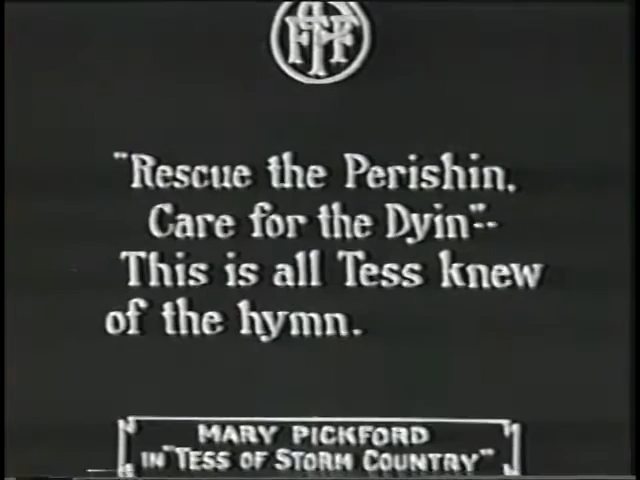 "Rescue the Perishin,
Care for the Dyin"--
This is all Tess knew
of the hymn.
MARY PICKFORD
IN "TESS OF STORM COUNTRY"